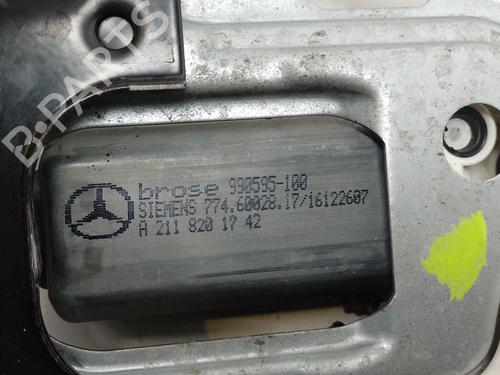 B-PARTS
brose 990595-100
SIEMENS 774.60028.17/16122607
A 211 820 17 42